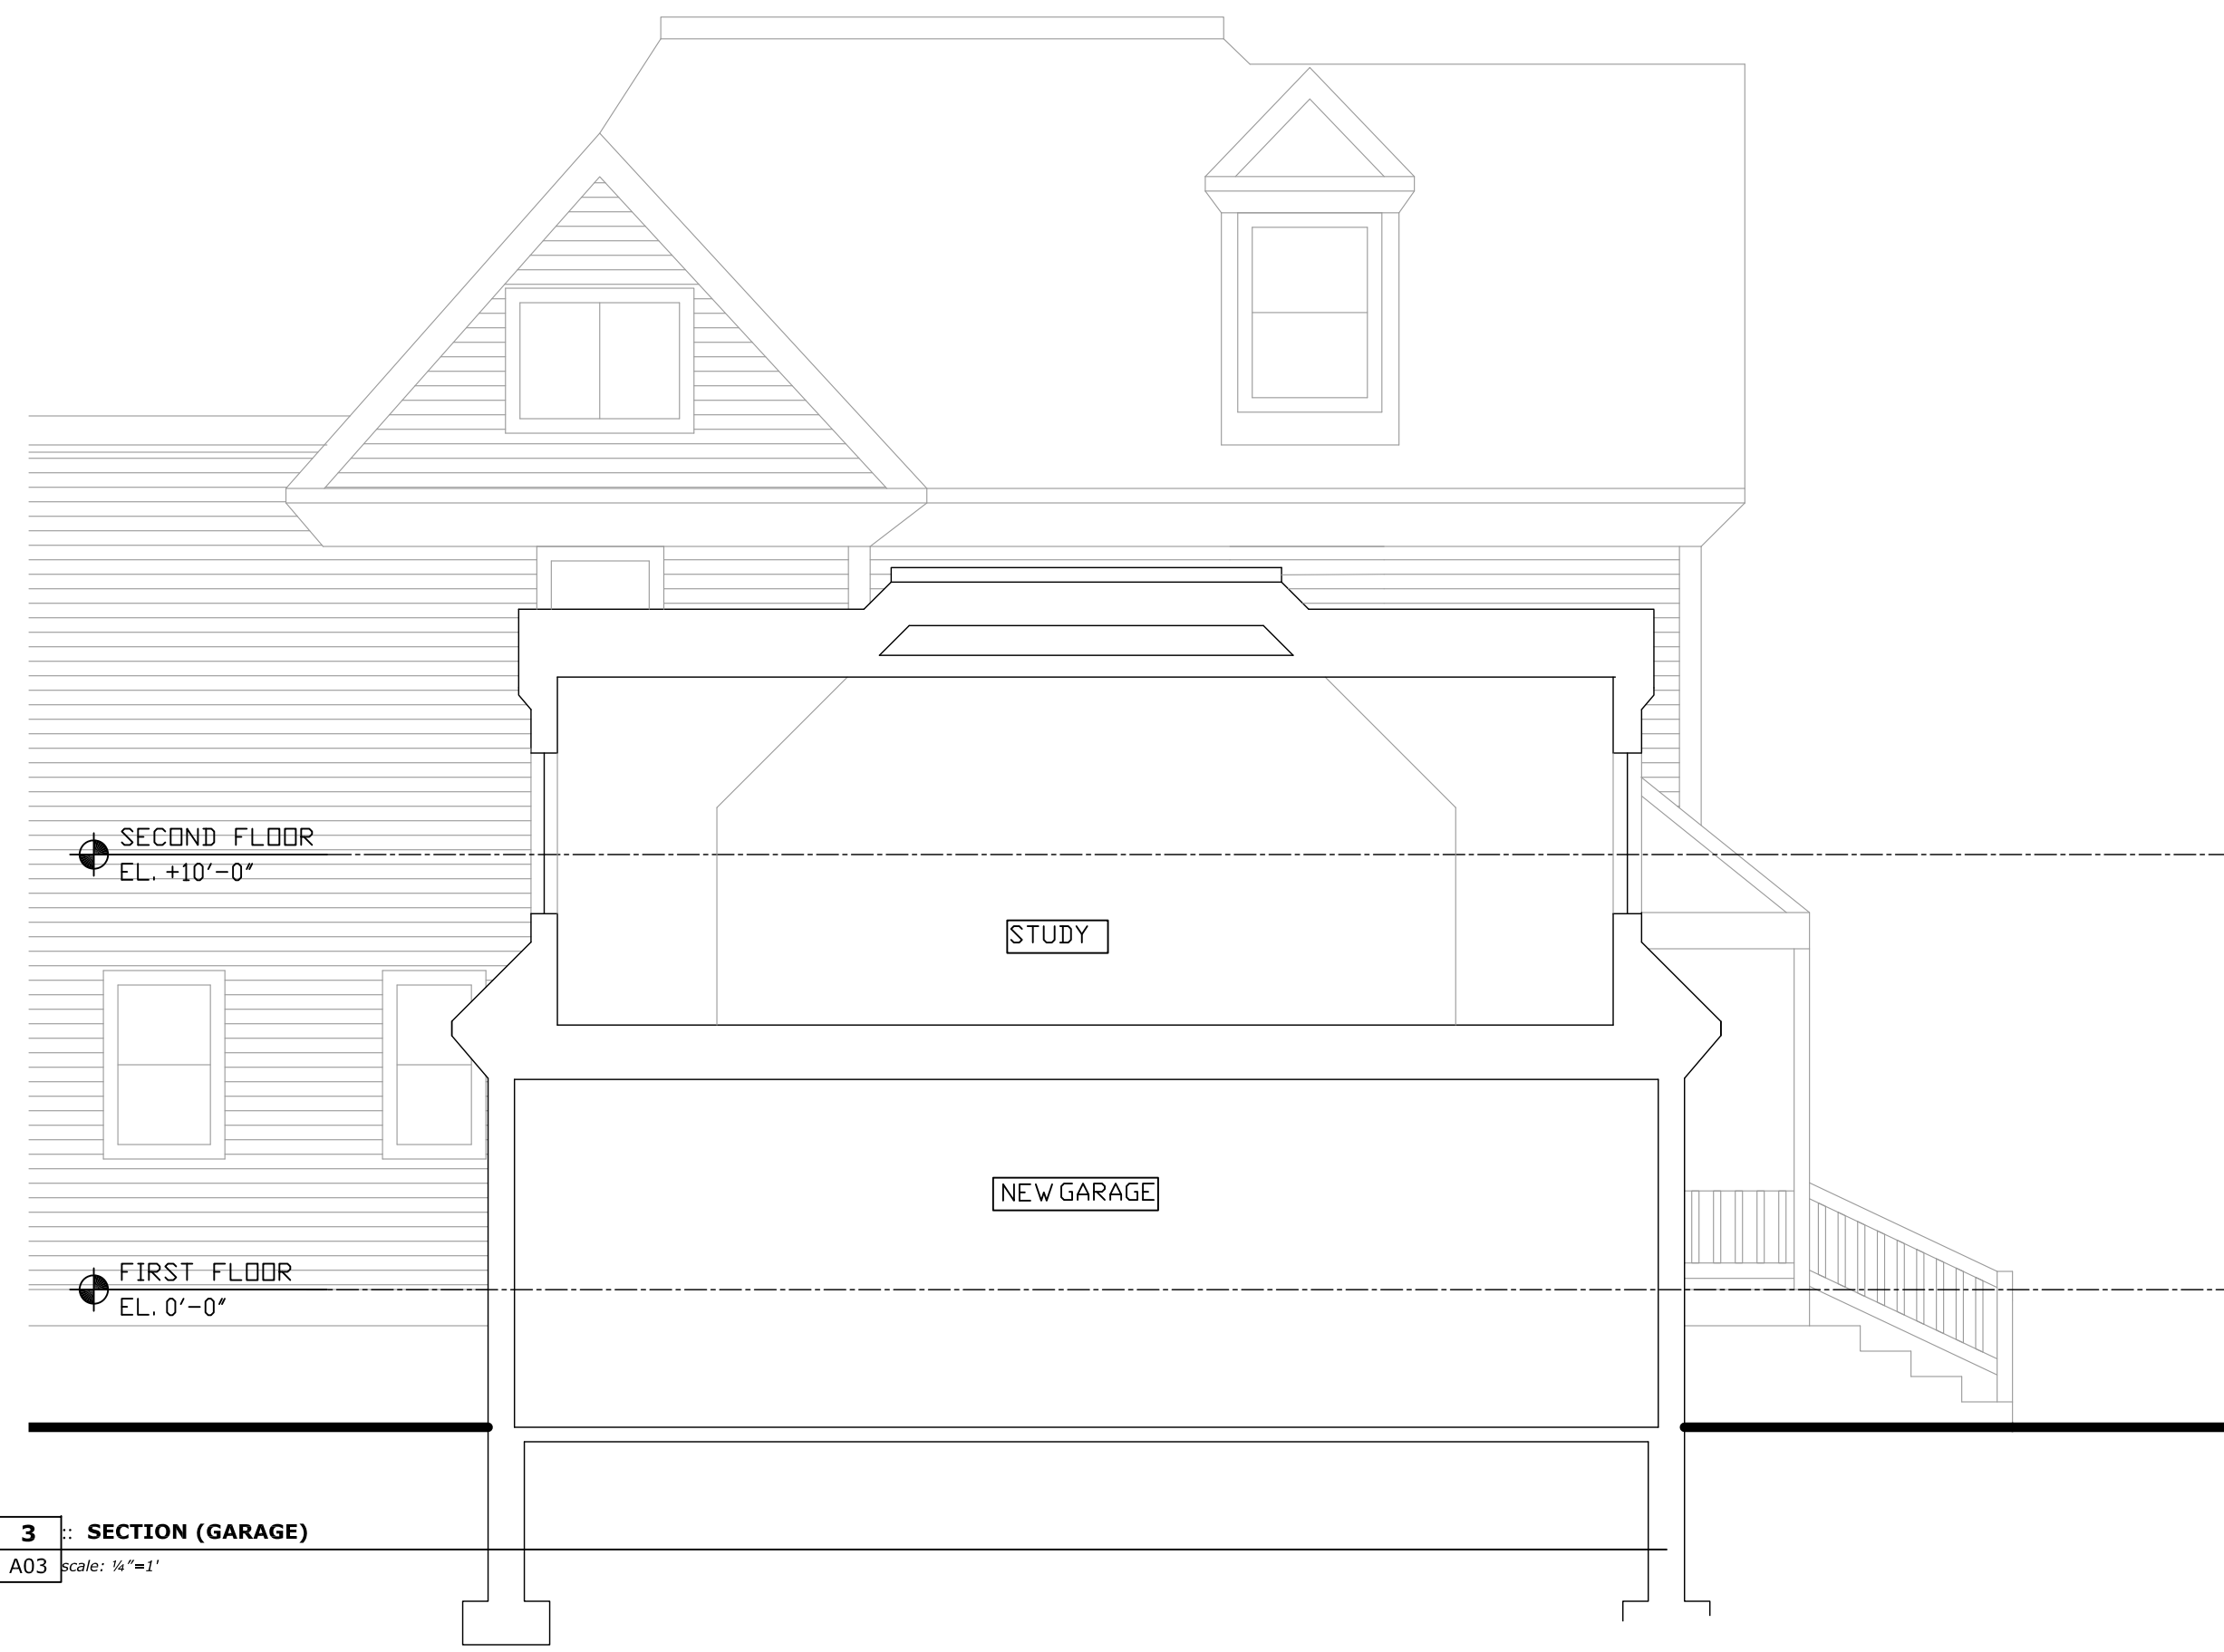 SECOND FLOOR
EL. +10'-0"
STUDY
NEW GARAGE
FIRST FLOOR
EL. 0'-0"
3 :: SECTION (GARAGE)
A03 scale: ¼"=1'